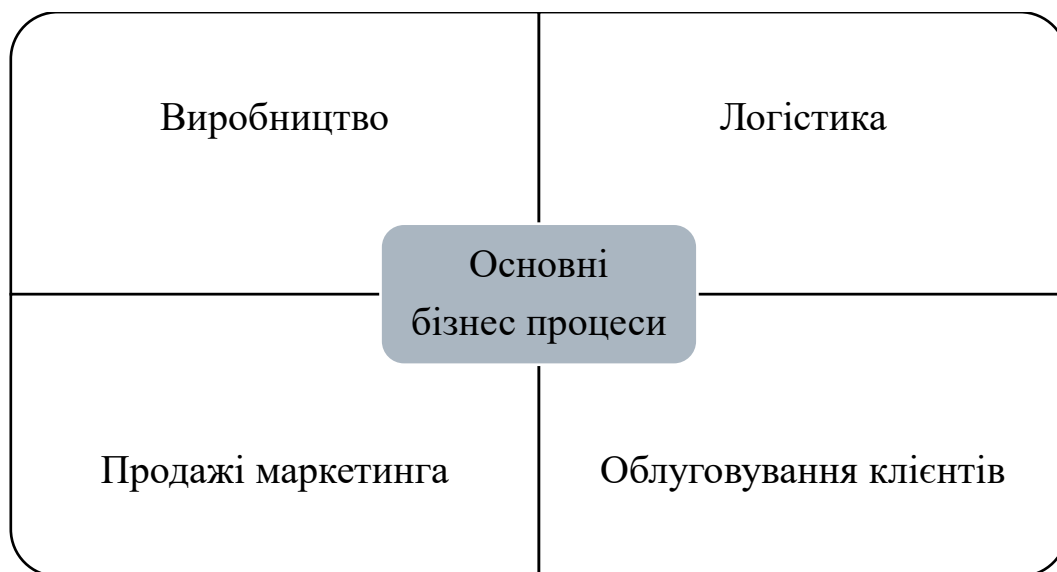 Виробництво
Логістика
Основні
бізнес процеси
Продажі маркетинга
Облуговування клієнтів